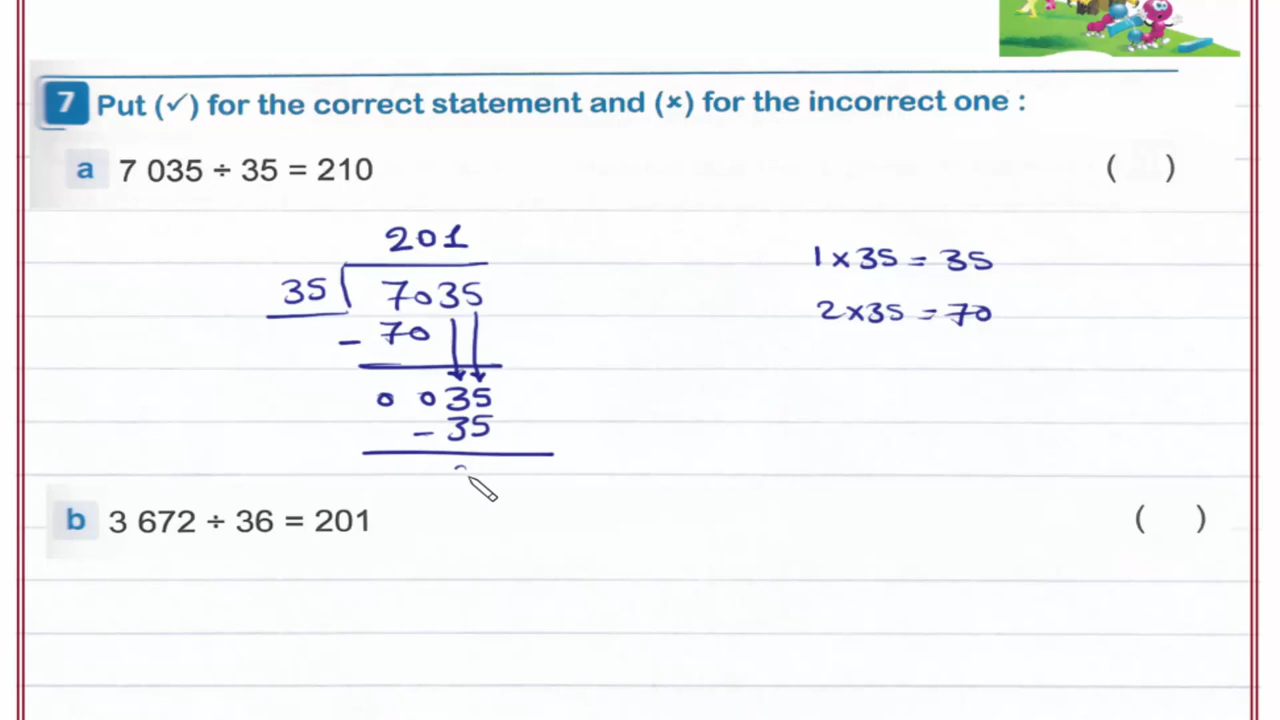 7 Put (✓) for the correct statement and (×) for the incorrect one :
a 7 035 ÷ 35 = 210 ( )
201
35 7035
- 70
0 035
- 35
1 × 35 = 35
2 × 35 = 70
b 3 672 ÷ 36 = 201 ( )